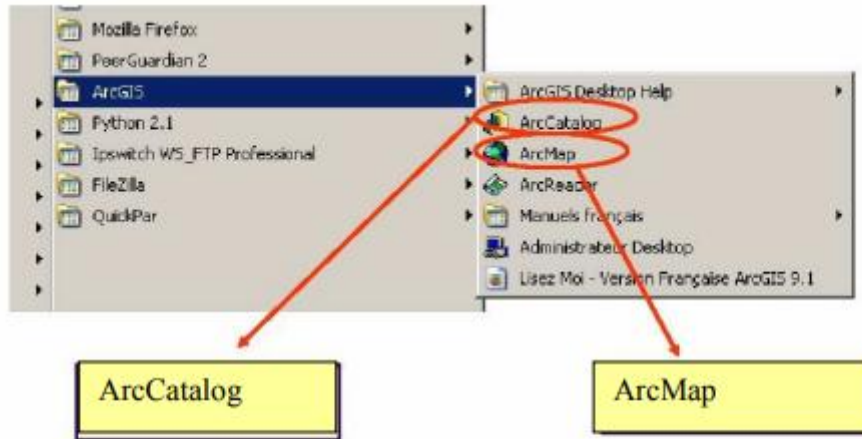 Mozilla Firefox
PeerGuardian 2
ArcGIS
Python 2.1
Ipswitch WS_FTP Professional
FileZilla
QuickPar
ArcGIS Desktop Help
ArcCatalog
ArcMap
ArcReader
Manuels français
Administrateur Desktop
Lisez Moi - Version Française ArcGIS 9.1
ArcCatalog
ArcMap